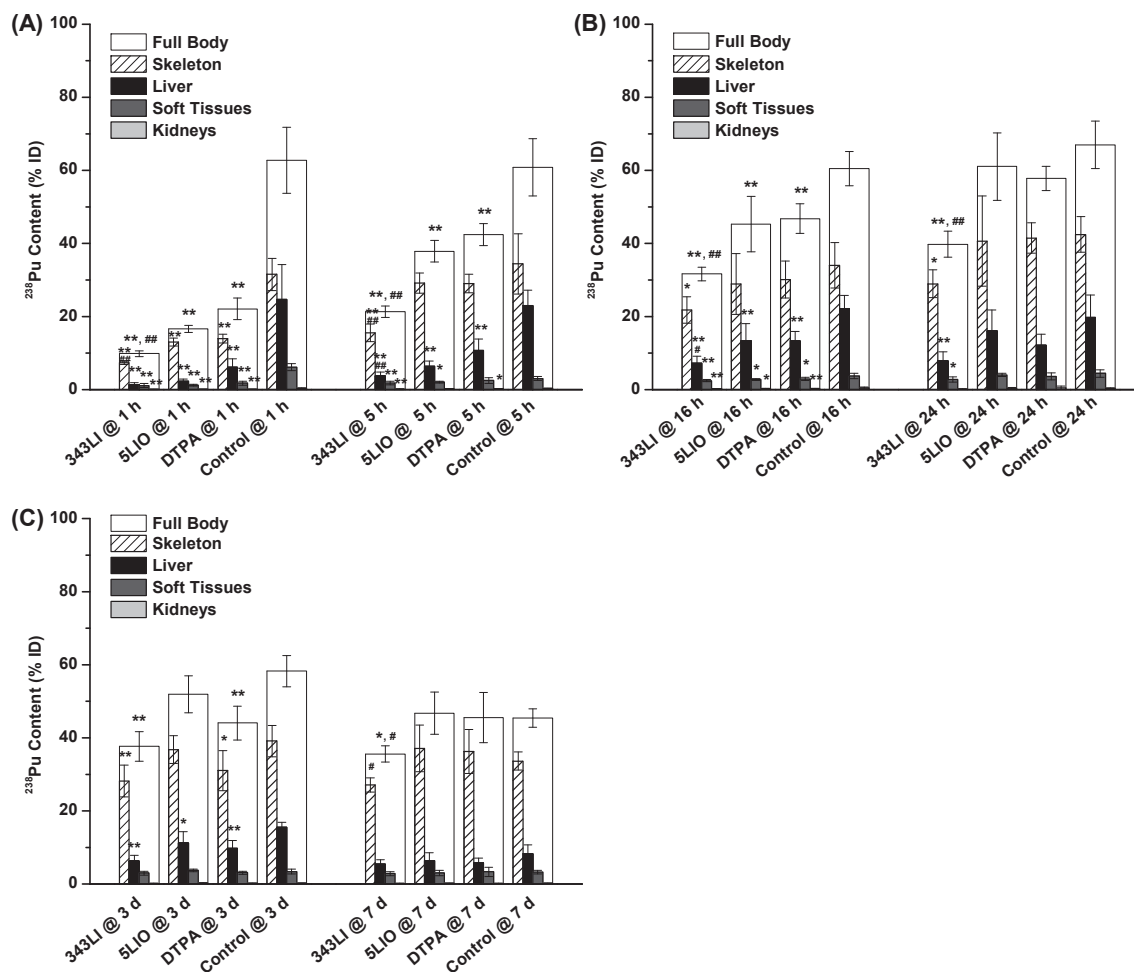 (A)
100
80
60
40
20
0
²³⁸Pu Content (% ID)
Full Body
Skeleton
Liver
Soft Tissues
Kidneys
**, ##
**
##
**
**
**
**
**
**
**
**
**
**
**
**
**
343LI @ 1 h
5LIO @ 1 h
DTPA @ 1 h
Control @ 1 h
**, ##
**
##
**
##
**
**
**
**
*
**
**
*
343LI @ 5 h
5LIO @ 5 h
DTPA @ 5 h
Control @ 5 h
(B)
100
80
60
40
20
0
²³⁸Pu Content (% ID)
Full Body
Skeleton
Liver
Soft Tissues
Kidneys
**, ##
*
**
#
**
**
**
**
*
*
**
**
*
**
343LI @ 16 h
5LIO @ 16 h
DTPA @ 16 h
Control @ 16 h
**, ##
*
**
*
343LI @ 24 h
5LIO @ 24 h
DTPA @ 24 h
Control @ 24 h
(C)
100
80
60
40
20
0
²³⁸Pu Content (% ID)
Full Body
Skeleton
Liver
Soft Tissues
Kidneys
**
**
**
*
**
*
**
343LI @ 3 d
5LIO @ 3 d
DTPA @ 3 d
Control @ 3 d
*, #
#
343LI @ 7 d
5LIO @ 7 d
DTPA @ 7 d
Control @ 7 d